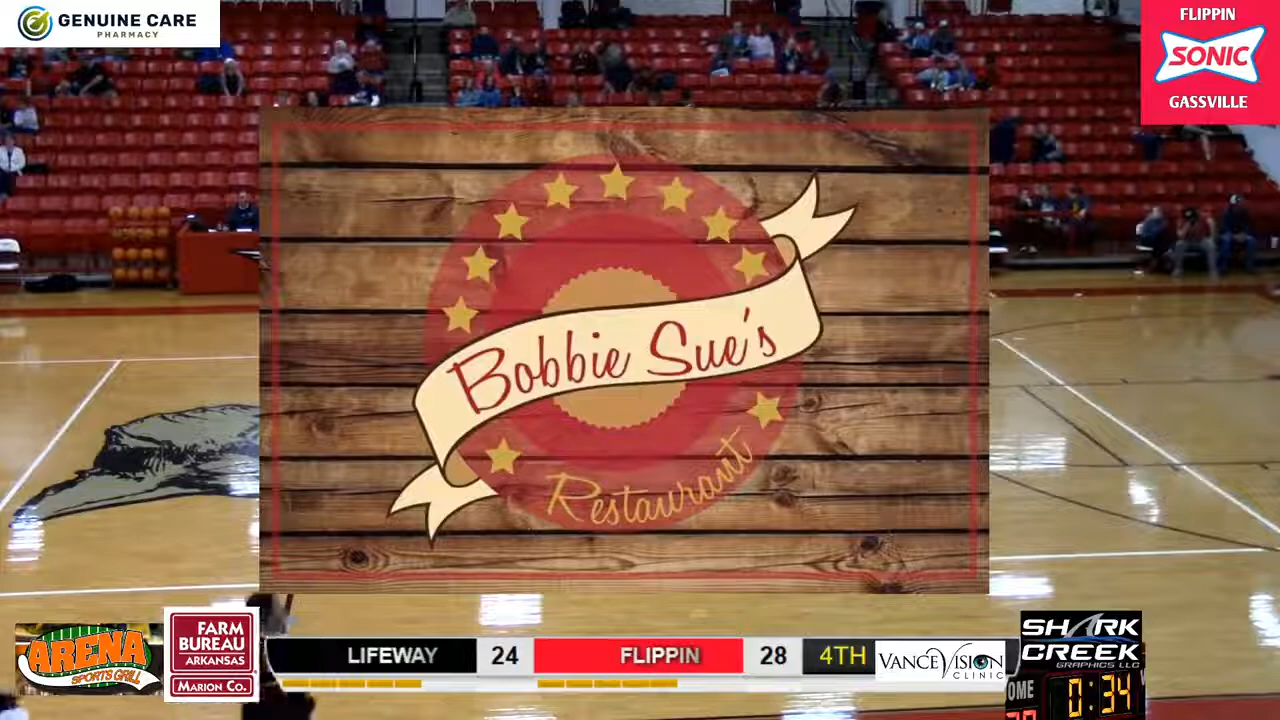 GENUINE CARE
PHARMACY
FLIPPIN
SONIC
GASSVILLE
Bobbie Sue's
Restaurant
ARENA
SPORTS GRILL
FARM
BUREAU
ARKANSAS
MARION CO.
LIFEWAY 24 FLIPPIN 28 4TH
VANCE VISION
CLINIC
SHARK
CREEK
GRAPHICS LLC
OME
0:34